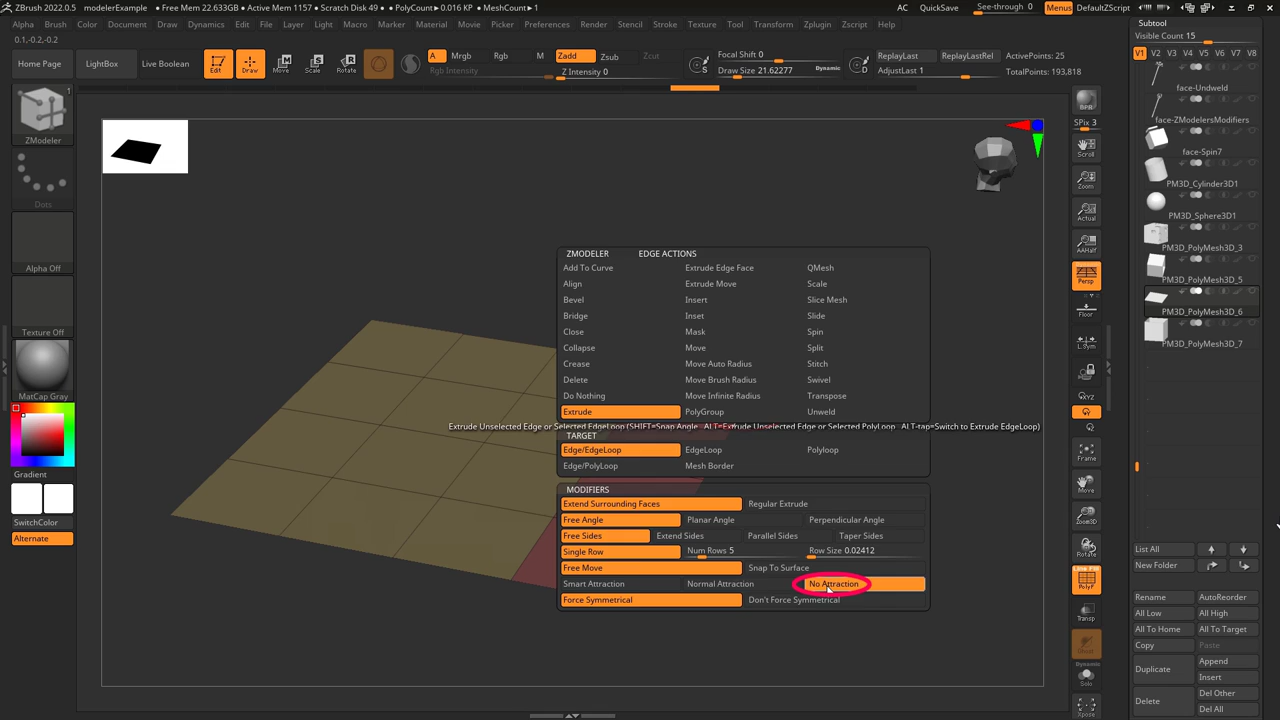 ZBrush 2022.0.5 modelerExample • Free Mem 22.633GB • Active Mem 1157 • Scratch Disk 49 • PolyCount▸0.016 KP • MeshCount▸1 AC QuickSave See-through 0 Menus DefaultZScript
Alpha Brush Color Document Draw Dynamics Edit File Layer Light Macro Marker Material Movie Picker Preferences Render Stencil Stroke Texture Tool Transform Zplugin Zscript Help
0.1,-0.2,-0.2
Home Page LightBox Live Boolean Edit Draw Move Scale Rotate
A Mrgb Rgb M Zadd Zsub Zcut
Rgb Intensity Z Intensity 0
Focal Shift 0
Draw Size 21.62277 Dynamic
S D
ReplayLast ReplayLastRel ActivePoints: 25
AdjustLast 1 TotalPoints: 193,818
1
ZModeler
Dots
Alpha Off
Texture Off
MatCap Gray
Gradient
SwitchColor
Alternate
ZMODELER EDGE ACTIONS
Add To Curve Extrude Edge Face QMesh
Align Extrude Move Scale
Bevel Insert Slice Mesh
Bridge Inset Slide
Close Mask Spin
Collapse Move Split
Crease Move Auto Radius Stitch
Delete Move Brush Radius Swivel
Do Nothing Move Infinite Radius Transpose
Extrude PolyGroup Unweld
Extrude Unselected Edge or Selected EdgeLoop (SHIFT=Snap Angle, ALT=Extrude Unselected Edge or Selected PolyLoop, ALT-tap=Switch to Extrude EdgeLoop)
TARGET
Edge/EdgeLoop EdgeLoop Polyloop
Edge/PolyLoop Mesh Border
MODIFIERS
Extend Surrounding Faces Regular Extrude
Free Angle Planar Angle Perpendicular Angle
Free Sides Extend Sides Parallel Sides Taper Sides
Single Row Num Rows 5 Row Size 0.02412
Free Move Snap To Surface
Smart Attraction Normal Attraction No Attraction
Force Symmetrical Don't Force Symmetrical
BPR
SPix 3
Scroll
Zoom
Actual
AAHalf
Persp
Floor
L.Sym
XYZ
Frame
Move
Zoom3D
Rotate
Line Fill
PolyF
Transp
Ghost
Dynamic
Solo
Xpose
Subtool
Visible Count 15
V1 V2 V3 V4 V5 V6 V7 V8
face-Undweld
face-ZModelersModifiers
face-Spin7
PM3D_Cylinder3D1
PM3D_Sphere3D1
PM3D_PolyMesh3D_3
PM3D_PolyMesh3D_5
PM3D_PolyMesh3D_6
PM3D_PolyMesh3D_7
List All
New Folder
Rename AutoReorder
All Low All High
All To Home All To Target
Copy Paste
Duplicate Append
Insert
Delete Del Other
Del All